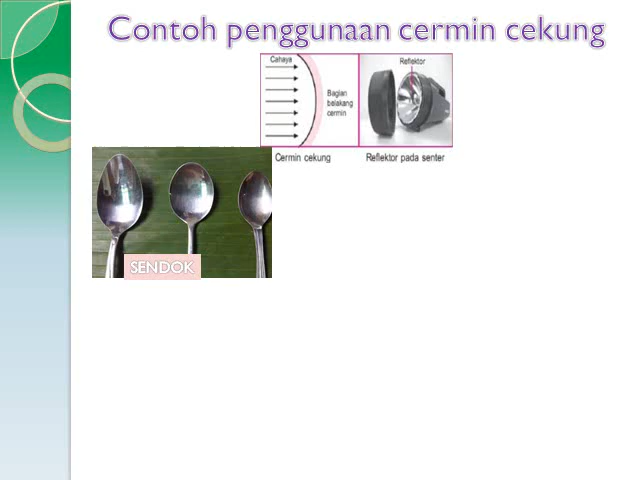 Contoh penggunaan cermin cekung
Cahaya
Bagian
belakang
cermin
Reflektor
Cermin cekung
Reflektor pada senter
SENDOK